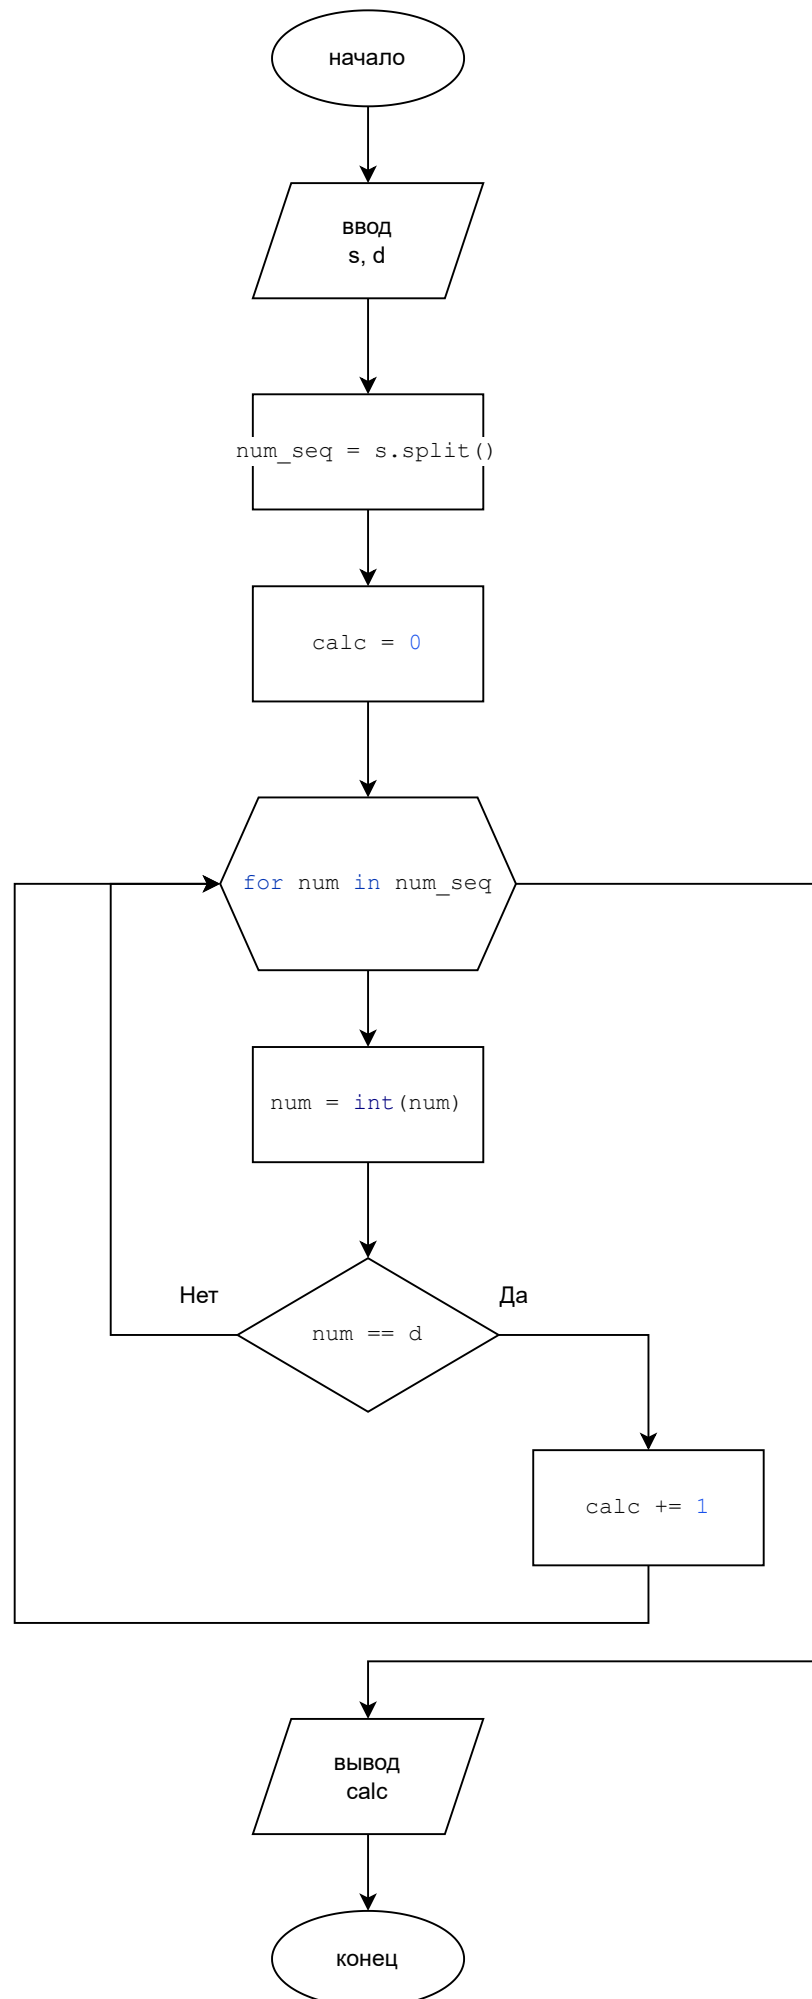 начало
ввод
s, d
num_seq = s.split()
calc = 0
for num in num_seq
num = int(num)
Нет
Да
num == d
calc += 1
вывод
calc
конец